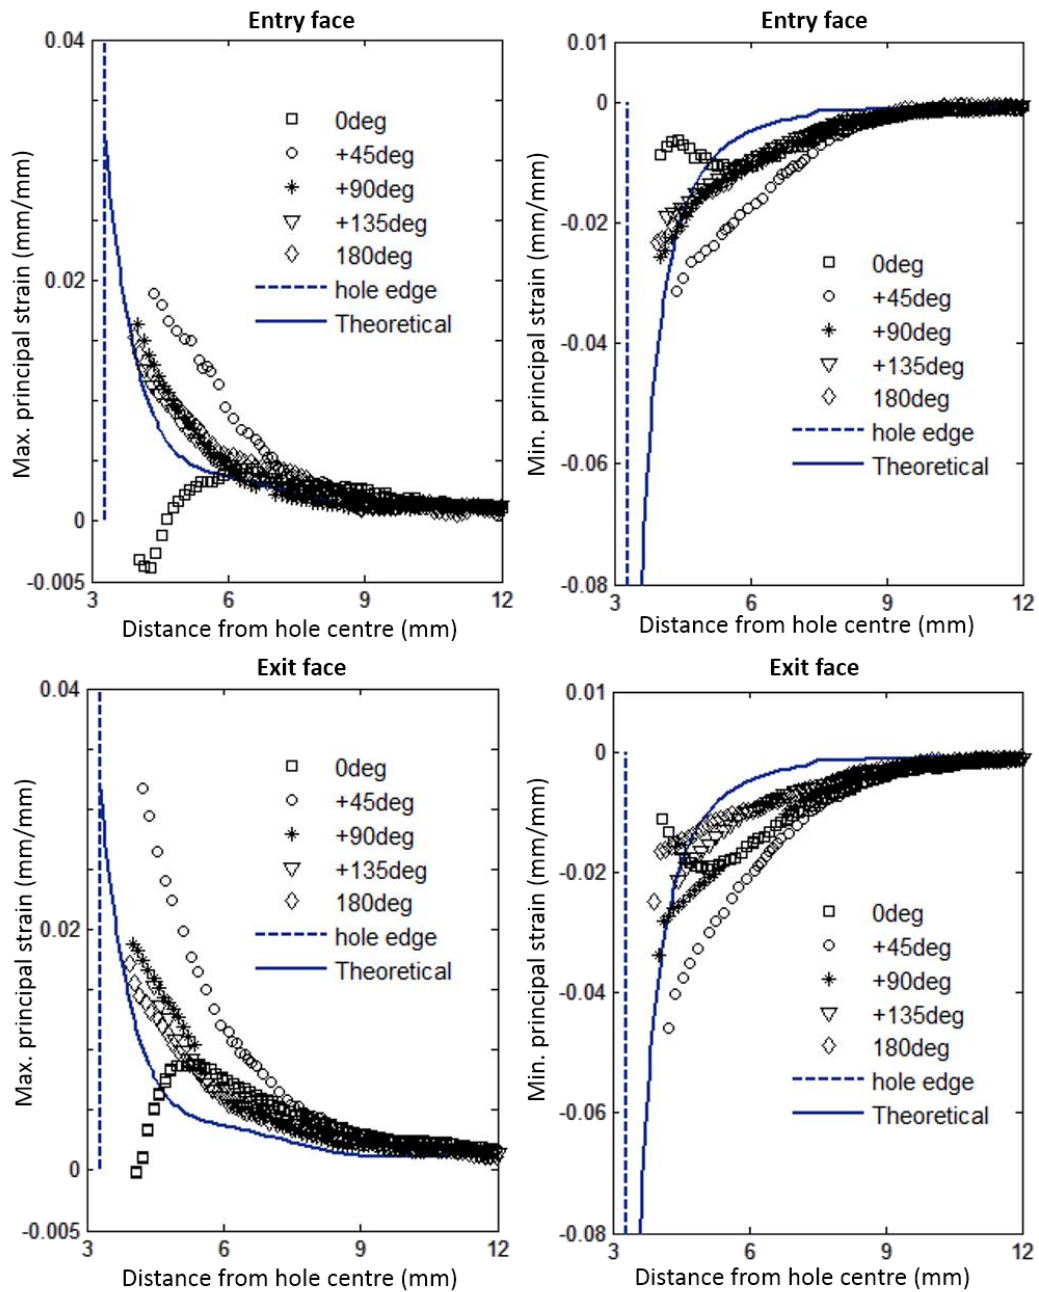 Entry face
0.04
0.02
0
-0.005
3
6
9
12
Max. principal strain (mm/mm)
Distance from hole centre (mm)
0deg
+45deg
+90deg
+135deg
180deg
hole edge
Theoretical
Entry face
0.01
0
-0.02
-0.04
-0.06
-0.08
3
6
9
12
Min. principal strain (mm/mm)
Distance from hole centre (mm)
0deg
+45deg
+90deg
+135deg
180deg
hole edge
Theoretical
Exit face
0.04
0.02
0
-0.005
3
6
9
12
Max. principal strain (mm/mm)
Distance from hole centre (mm)
0deg
+45deg
+90deg
+135deg
180deg
hole edge
Theoretical
Exit face
0.01
0
-0.02
-0.04
-0.06
-0.08
3
6
9
12
Min. principal strain (mm/mm)
Distance from hole centre (mm)
0deg
+45deg
+90deg
+135deg
180deg
hole edge
Theoretical